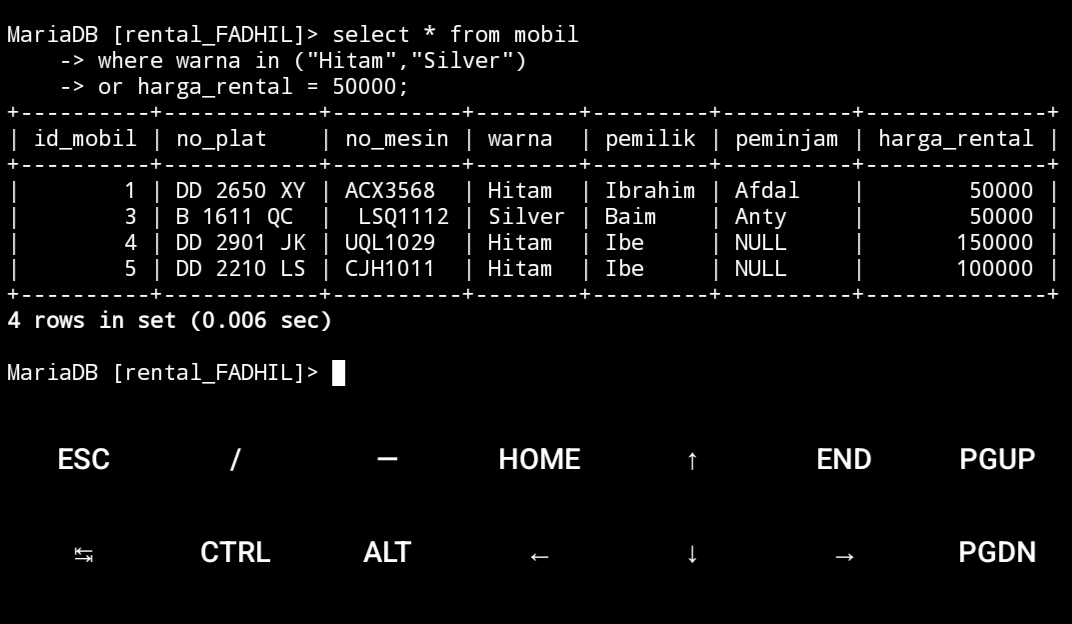 MariaDB [rental_FADHIL]> select * from mobil
    -> where warna in ("Hitam","Silver")
    -> or harga_rental = 50000;
+----------+------------+----------+--------+---------+----------+--------------+
| id_mobil | no_plat    | no_mesin | warna  | pemilik | peminjam | harga_rental |
+----------+------------+----------+--------+---------+----------+--------------+
|        1 | DD 2650 XY | ACX3568  | Hitam  | Ibrahim | Afdal    |        50000 |
|        3 | B 1611 QC  |  LSQ1112 | Silver | Baim    | Anty     |        50000 |
|        4 | DD 2901 JK | UQL1029  | Hitam  | Ibe     | NULL     |       150000 |
|        5 | DD 2210 LS | CJH1011  | Hitam  | Ibe     | NULL     |       100000 |
+----------+------------+----------+--------+---------+----------+--------------+
4 rows in set (0.006 sec)
MariaDB [rental_FADHIL]>
ESC / — HOME ↑ END PGUP
↹ CTRL ALT ← ↓ → PGDN